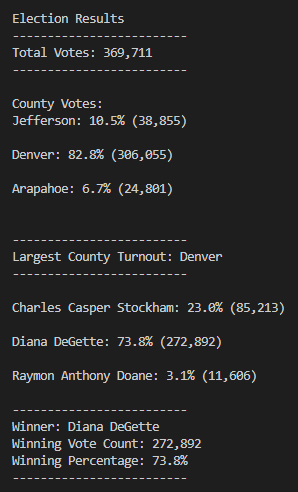 Election Results
-------------------------
Total Votes: 369,711
-------------------------
County Votes:
Jefferson: 10.5% (38,855)
Denver: 82.8% (306,055)
Arapahoe: 6.7% (24,801)
-------------------------
Largest County Turnout: Denver
-------------------------
Charles Casper Stockham: 23.0% (85,213)
Diana DeGette: 73.8% (272,892)
Raymon Anthony Doane: 3.1% (11,606)
-------------------------
Winner: Diana DeGette
Winning Vote Count: 272,892
Winning Percentage: 73.8%
-------------------------